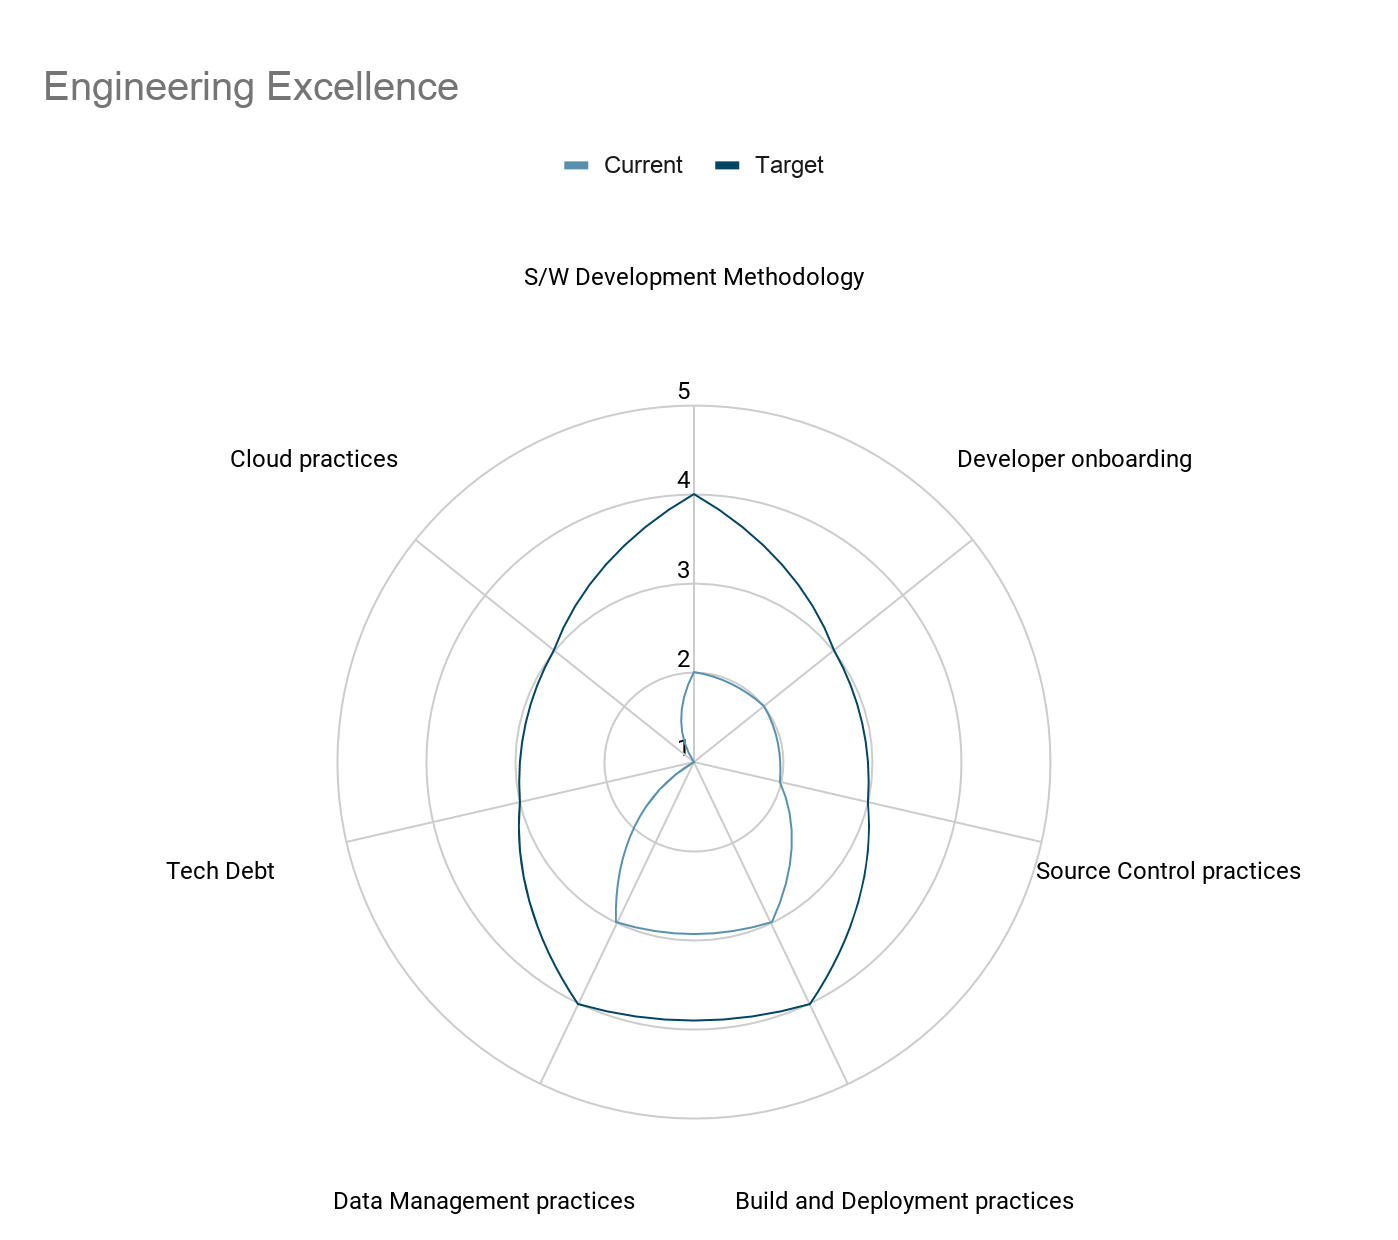 Engineering Excellence
Current Target
S/W Development Methodology
5
Cloud practices
Developer onboarding
4
3
2
1
Tech Debt
Source Control practices
Data Management practices
Build and Deployment practices